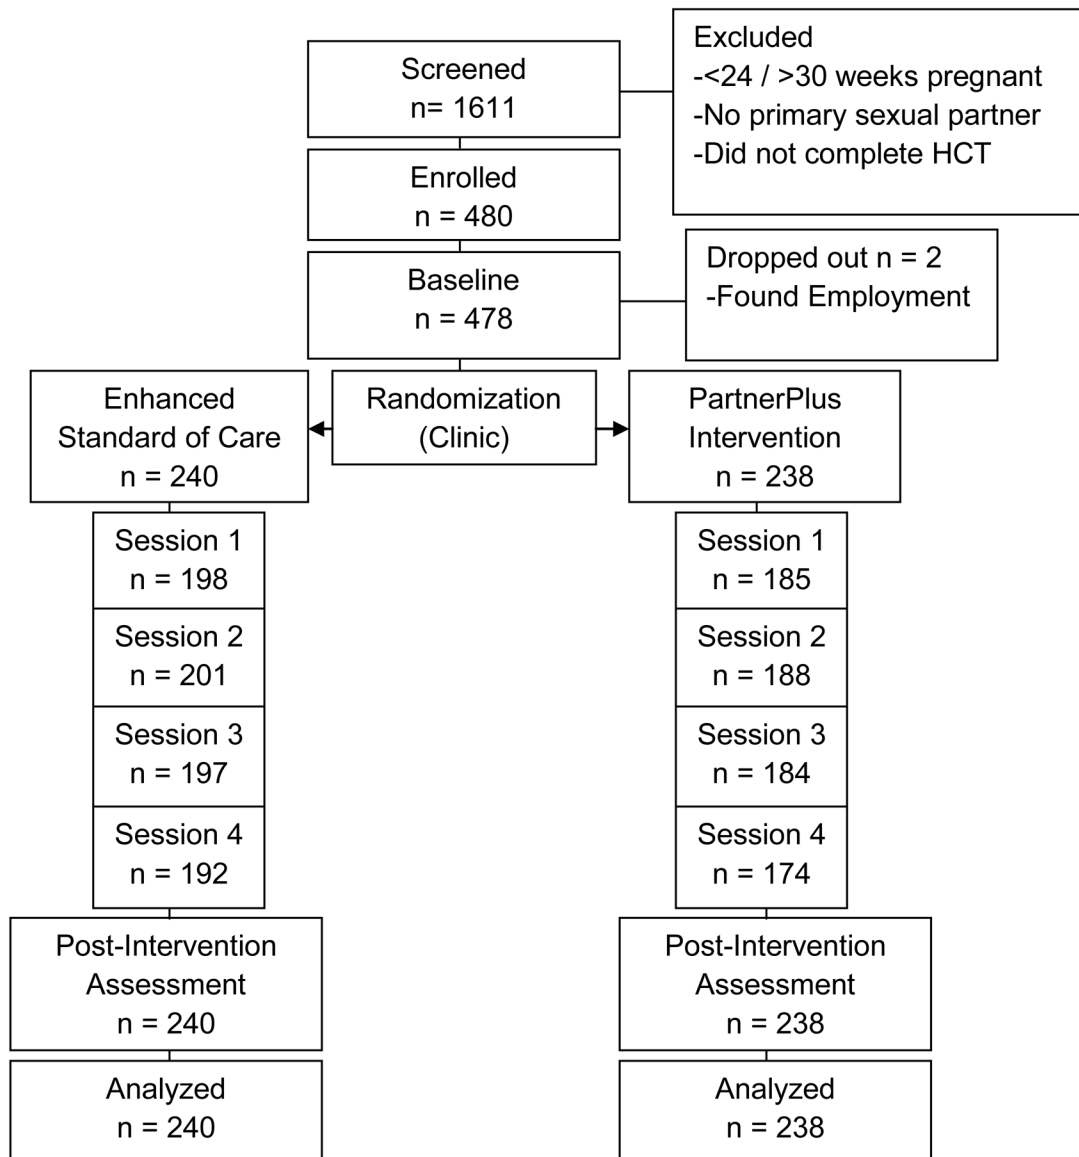 Screened
n= 1611
Excluded
-<24 / >30 weeks pregnant
-No primary sexual partner
-Did not complete HCT
Enrolled
n = 480
Baseline
n = 478
Dropped out n = 2
-Found Employment
Enhanced
Standard of Care
n = 240
Randomization
(Clinic)
PartnerPlus
Intervention
n = 238
Session 1
n = 198
Session 2
n = 201
Session 3
n = 197
Session 4
n = 192
Session 1
n = 185
Session 2
n = 188
Session 3
n = 184
Session 4
n = 174
Post-Intervention
Assessment
n = 240
Post-Intervention
Assessment
n = 238
Analyzed
n = 240
Analyzed
n = 238